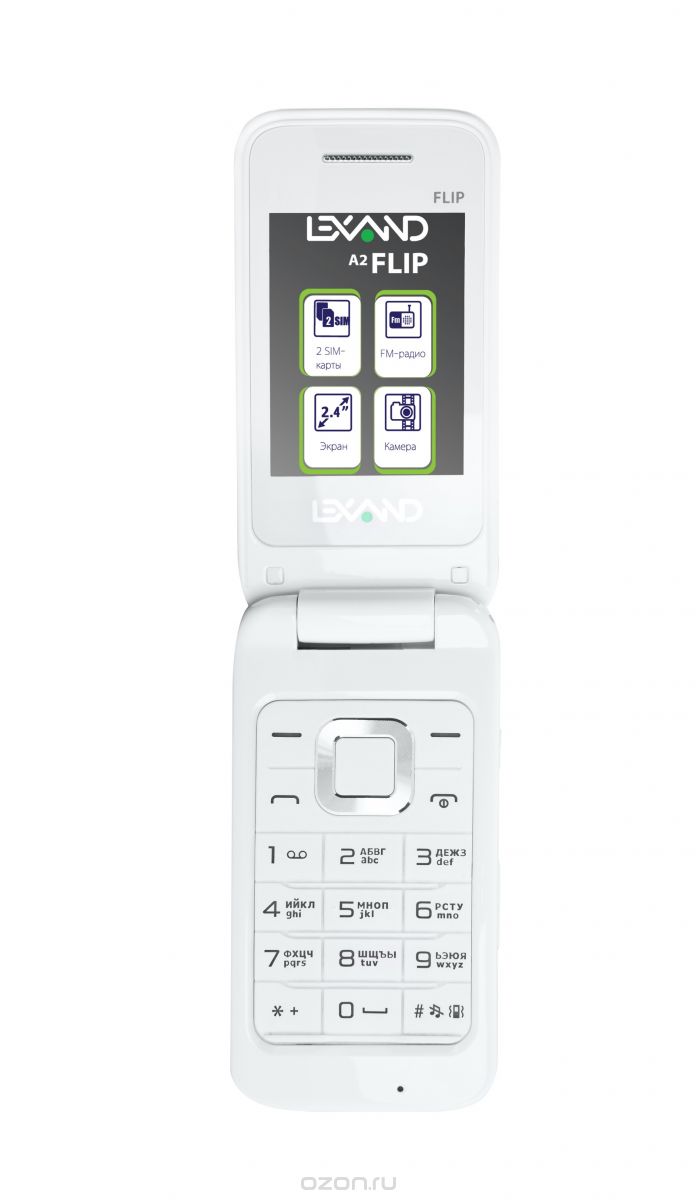 FLIP
LEXAND
A2 FLIP
2 SIM
Fm
2 SIM-
карты
FM-радио
2.4"
Экран
Камера
LEXAND
1
2 АБВГ
abc
3 ДЕЖЗ
def
4 ИЙКЛ
ghi
5 МНОП
jkl
6 РСТУ
mno
7 ФХЦЧ
pqrs
8 ШЩЪЫ
tuv
9 ЬЭЮЯ
wxyz
* +
0
#
ozon.ru